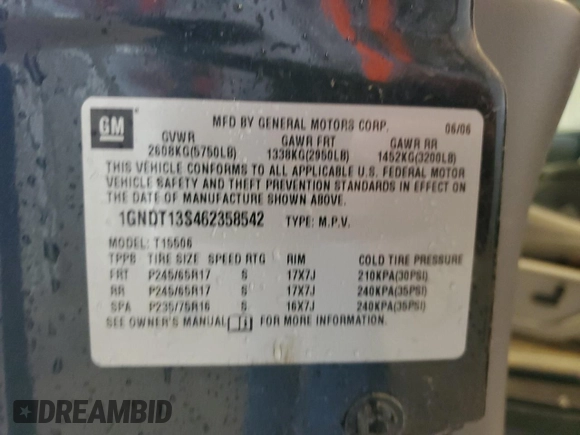 GM
MFD BY GENERAL MOTORS CORP. 06/06
GVWR GAWR FRT GAWR RR
2608KG(5750LB) 1338KG(2950LB) 1452KG(3200LB)
THIS VEHICLE CONFORMS TO ALL APPLICABLE U.S. FEDERAL MOTOR
VEHICLE SAFETY AND THEFT PREVENTION STANDARDS IN EFFECT ON
THE DATE OF MANUFACTURE SHOWN ABOVE.
1GNDT13S462358542 TYPE: M.P.V.
MODEL: T15506
TPPB TIRE SIZE SPEED RTG RIM COLD TIRE PRESSURE
FRT P245/65R17 S 17X7J 210KPA(30PSI)
RR P245/65R17 S 17X7J 240KPA(35PSI)
SPA P235/75R16 S 16X7J 240KPA(35PSI)
SEE OWNER'S MANUAL FOR MORE INFORMATION.
DREAMBID